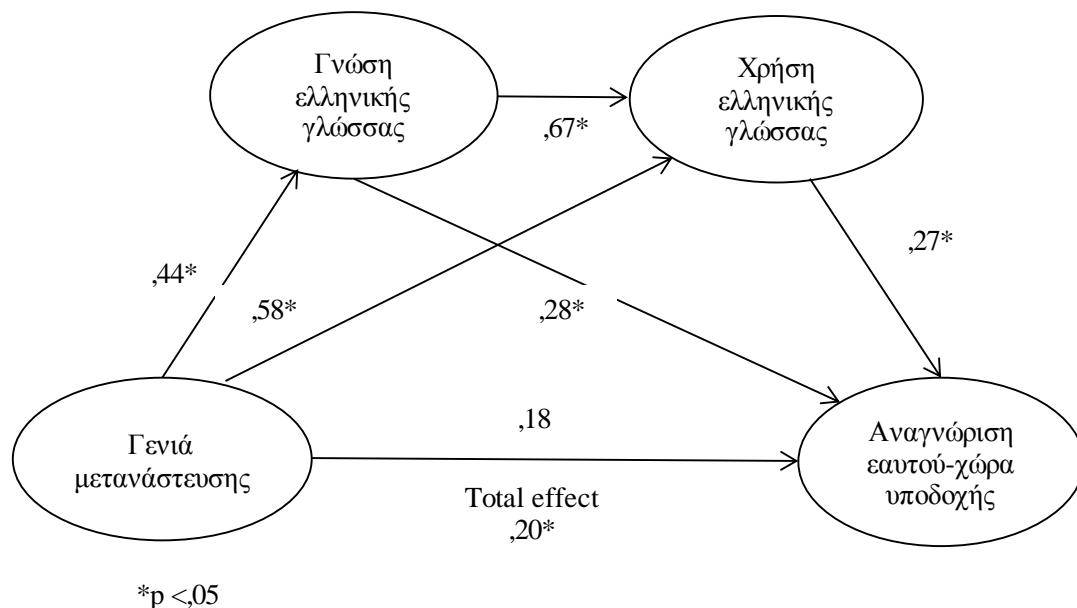 Γνώση
ελληνικής
γλώσσας
Χρήση
ελληνικής
γλώσσας
,67*
,44*
,58*
,28*
,27*
Γενιά
μετανάστευσης
,18
Total effect
,20*
Αναγνώριση
εαυτού-χώρα
υποδοχής
*p <,05